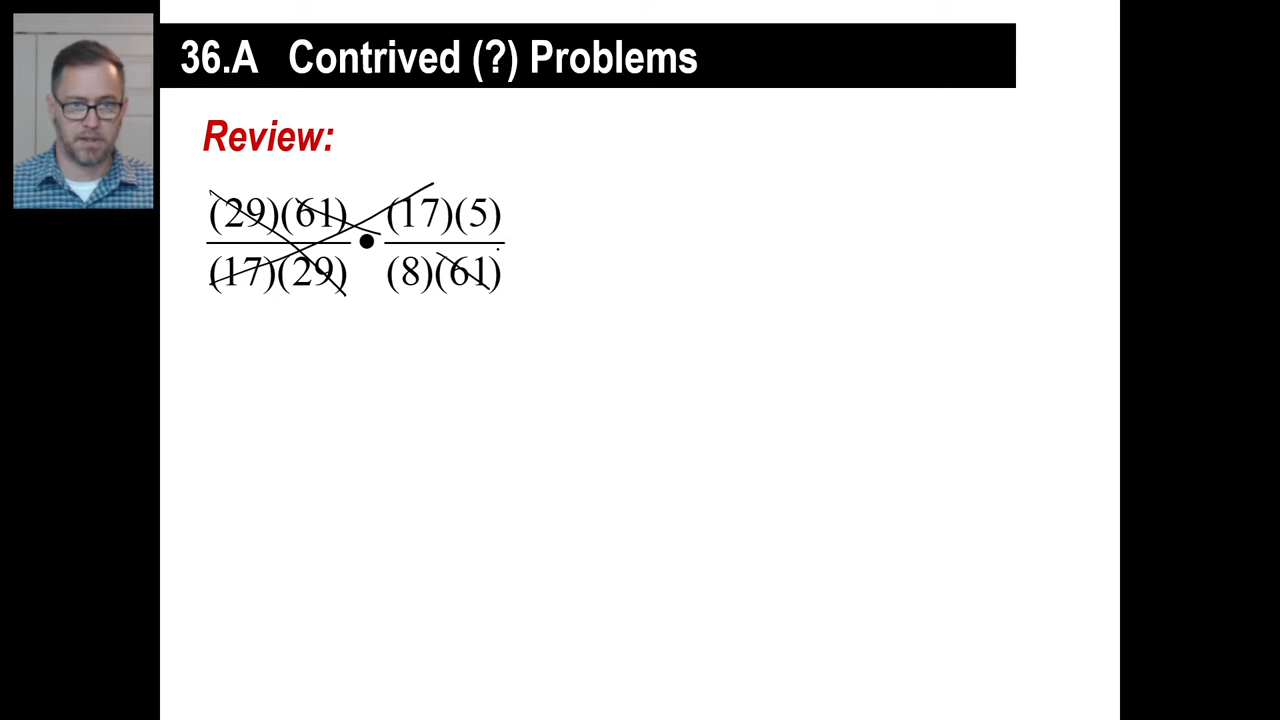 36.A Contrived (?) Problems
Review:
(29)(61) • (17)(5)
(17)(29) (8)(61)